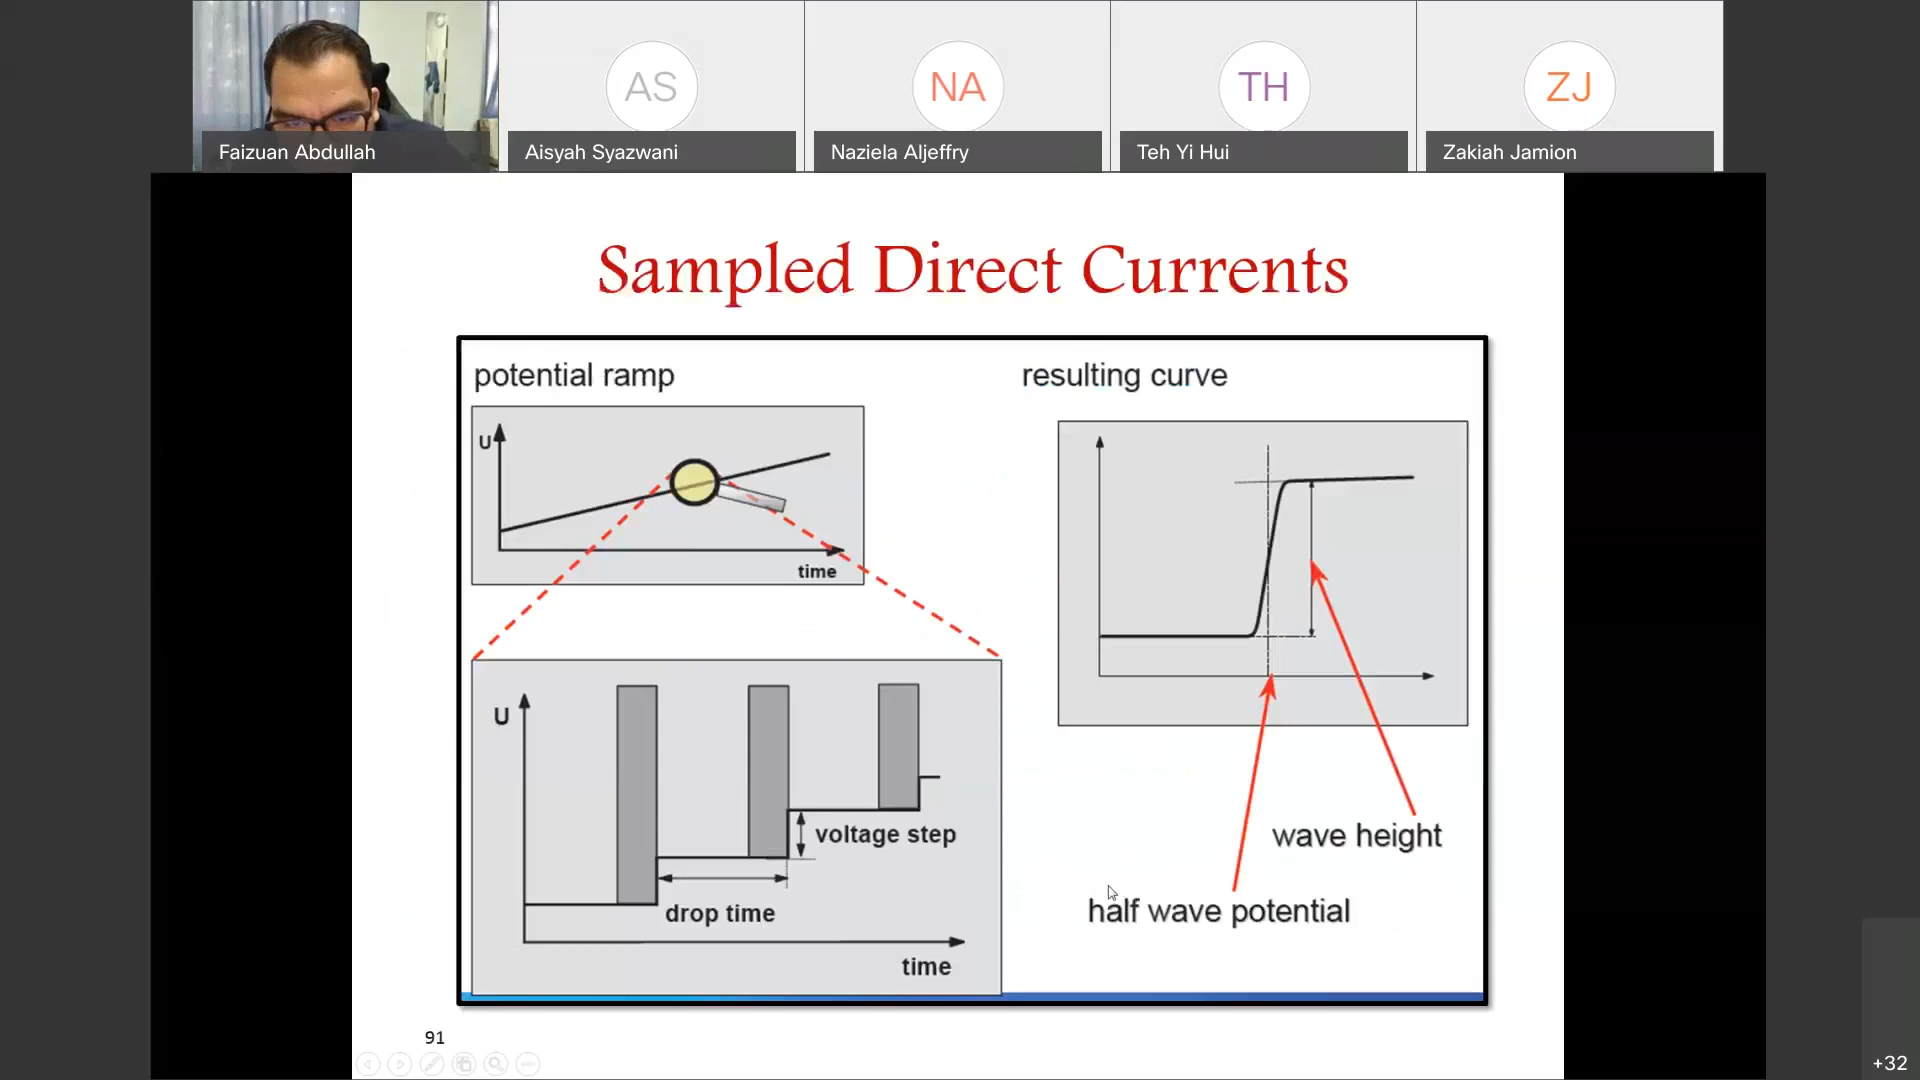 AS
NA
TH
ZJ
Faizuan Abdullah
Aisyah Syazwani
Naziela Aljeffry
Teh Yi Hui
Zakiah Jamion
Sampled Direct Currents
potential ramp
resulting curve
U
time
U
voltage step
drop time
time
wave height
half wave potential
91
+32